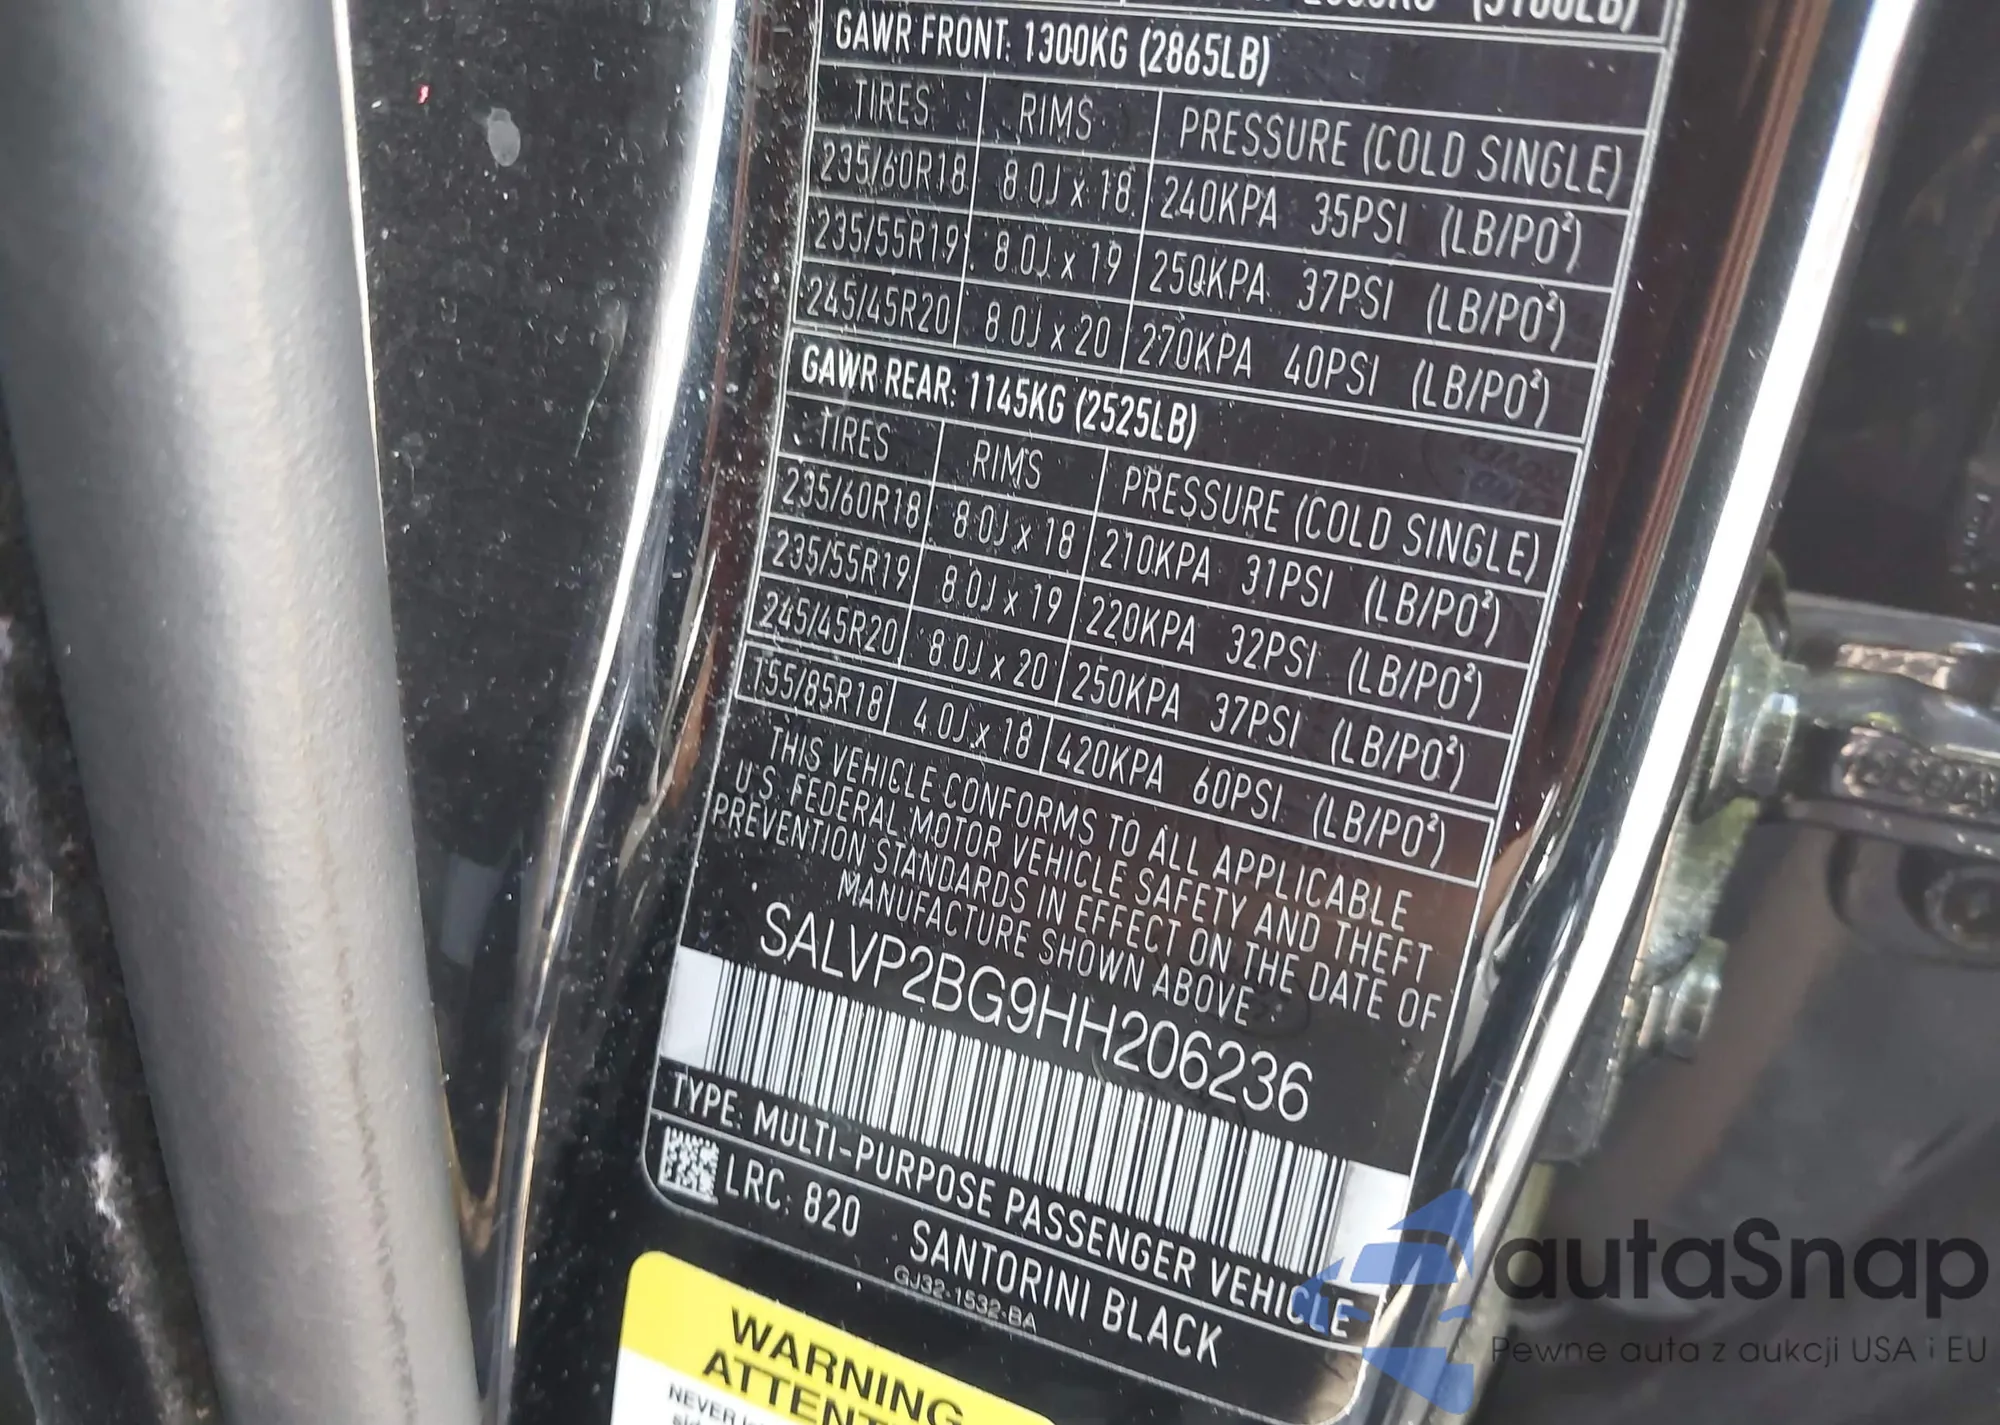 (5180LB)
GAWR FRONT: 1300KG (2865LB)
TIRES RIMS PRESSURE (COLD SINGLE)
235/60R18 8.0J x 18 240KPA 35PSI (LB/PO²)
235/55R19 8.0J x 19 250KPA 37PSI (LB/PO²)
245/45R20 8.0J x 20 270KPA 40PSI (LB/PO²)
GAWR REAR: 1145KG (2525LB)
TIRES RIMS PRESSURE (COLD SINGLE)
235/60R18 8.0J x 18 210KPA 31PSI (LB/PO²)
235/55R19 8.0J x 19 220KPA 32PSI (LB/PO²)
245/45R20 8.0J x 20 250KPA 37PSI (LB/PO²)
T55/85R18 4.0J x 18 420KPA 60PSI (LB/PO²)
THIS VEHICLE CONFORMS TO ALL APPLICABLE
U.S. FEDERAL MOTOR VEHICLE SAFETY AND THEFT
PREVENTION STANDARDS IN EFFECT ON THE DATE OF
MANUFACTURE SHOWN ABOVE
SALVP2BG9HH206236
TYPE: MULTI-PURPOSE PASSENGER VEHICLE
LRC: 820 SANTORINI BLACK
GJ32-1532-BA
WARNING
NEVER
autoSnap
Pewne auta z aukcji USA i EU